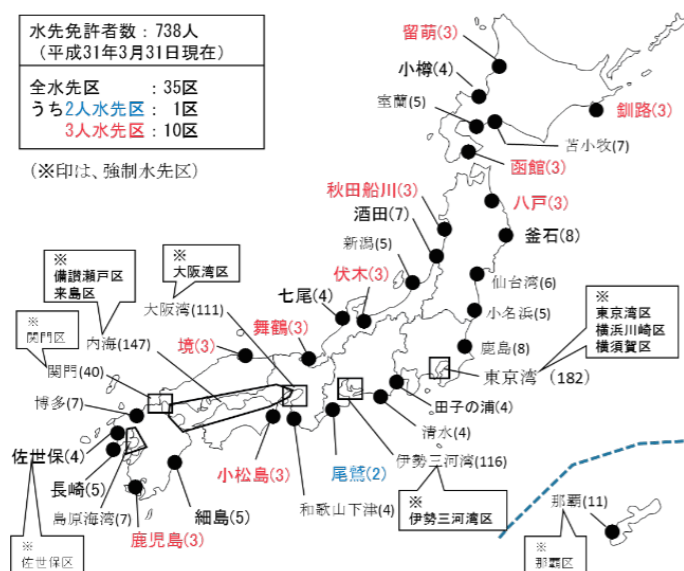 水先免許者数：738人
（平成31年3月31日現在）
全水先区　：35区
うち2人水先区：　1区
3人水先区：10区
(※印は、強制水先区)
留萌(3)
小樽(4)
室蘭(5)
釧路(3)
苫小牧(7)
函館(3)
秋田船川(3)
八戸(3)
酒田(7)
釜石(8)
新潟(5)
※
大阪湾区
伏木(3)
仙台湾(6)
※
備讃瀬戸区
来島区
七尾(4)
小名浜(5)
※
東京湾区
横浜川崎区
横須賀区
大阪湾(111)
舞鶴(3)
※
関門区
内海(147)
境(3)
鹿島(8)
関門(40)
東京湾（182）
博多(7)
田子の浦(4)
清水(4)
佐世保(4)
小松島(3)
尾鷲(2)
伊勢三河湾(116)
長崎(5)
島原海湾(7)
細島(5)
和歌山下津(4)
※
伊勢三河湾区
那覇(11)
鹿児島(3)
※
佐世保区
※
那覇区